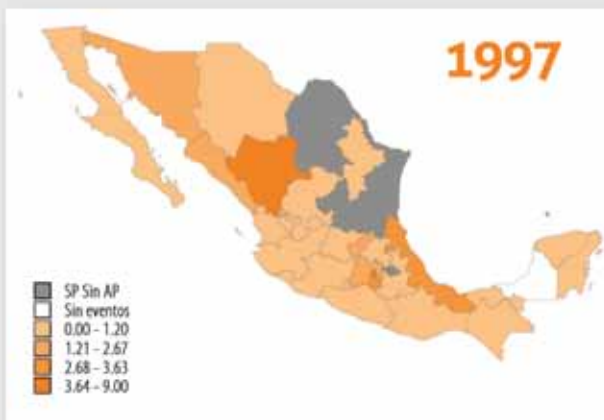 1997
SP Sin AP
Sin eventos
0.00 - 1.20
1.21 - 2.67
2.68 - 3.63
3.64 - 9.00